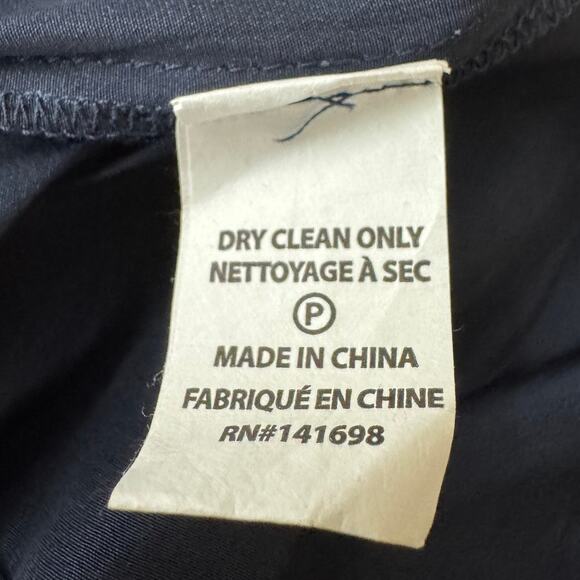 DRY CLEAN ONLY
NETTOYAGE À SEC
P
MADE IN CHINA
FABRIQUÉ EN CHINE
RN#141698